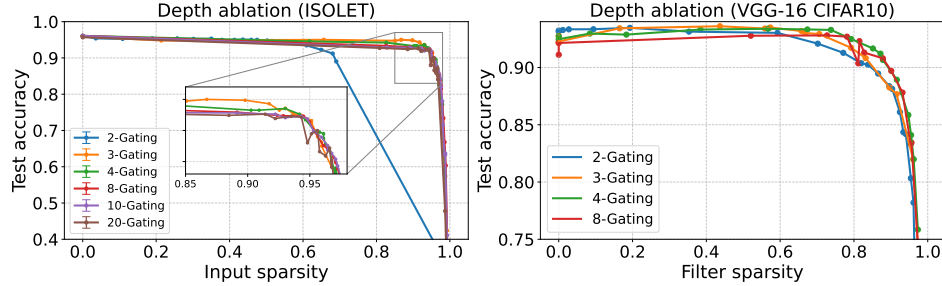 Depth ablation (ISOLET)
Test accuracy
1.0
0.9
0.8
0.7
0.6
0.5
0.4
2-Gating
3-Gating
4-Gating
8-Gating
10-Gating
20-Gating
0.85
0.90
0.95
0.0
0.2
0.4
0.6
0.8
1.0
Input sparsity
Depth ablation (VGG-16 CIFAR10)
Test accuracy
0.90
0.85
0.80
0.75
2-Gating
3-Gating
4-Gating
8-Gating
0.0
0.2
0.4
0.6
0.8
1.0
Filter sparsity